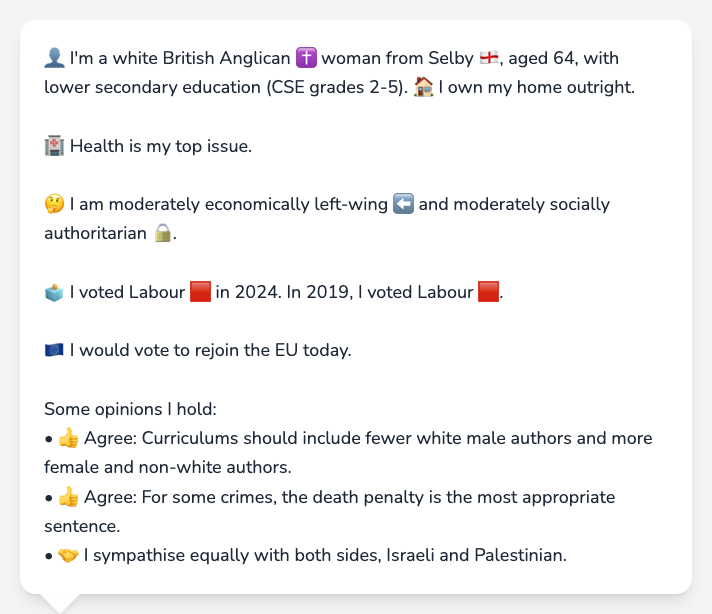 👤 I'm a white British Anglican ✝️ woman from Selby 🏴󠁧󠁢󠁥󠁮󠁧󠁿, aged 64, with
lower secondary education (CSE grades 2-5). 🏠 I own my home outright.
🏥 Health is my top issue.
🤔 I am moderately economically left-wing ⬅️ and moderately socially
authoritarian 🔒.
🗳️ I voted Labour 🟥 in 2024. In 2019, I voted Labour 🟥.
🇪🇺 I would vote to rejoin the EU today.
Some opinions I hold:
• 👍 Agree: Curriculums should include fewer white male authors and more
female and non-white authors.
• 👍 Agree: For some crimes, the death penalty is the most appropriate
sentence.
• 🤝 I sympathise equally with both sides, Israeli and Palestinian.